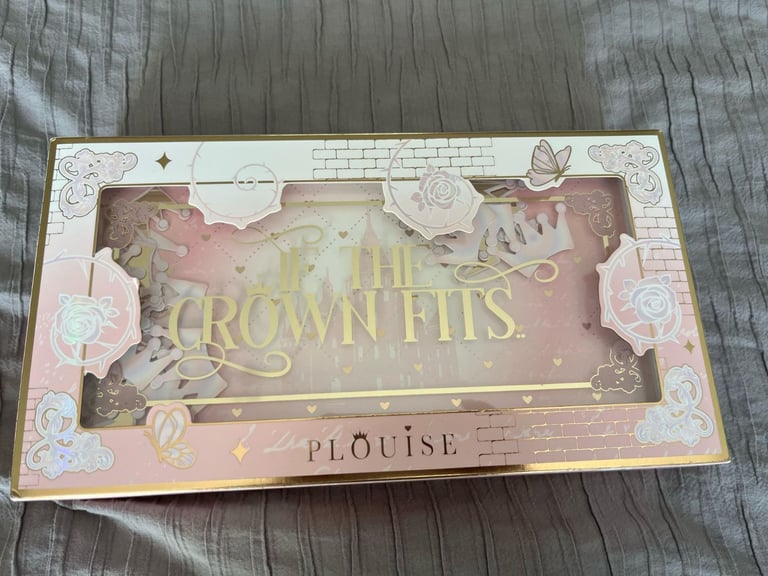 IF THE
CROWN FITS..
PLOUISE